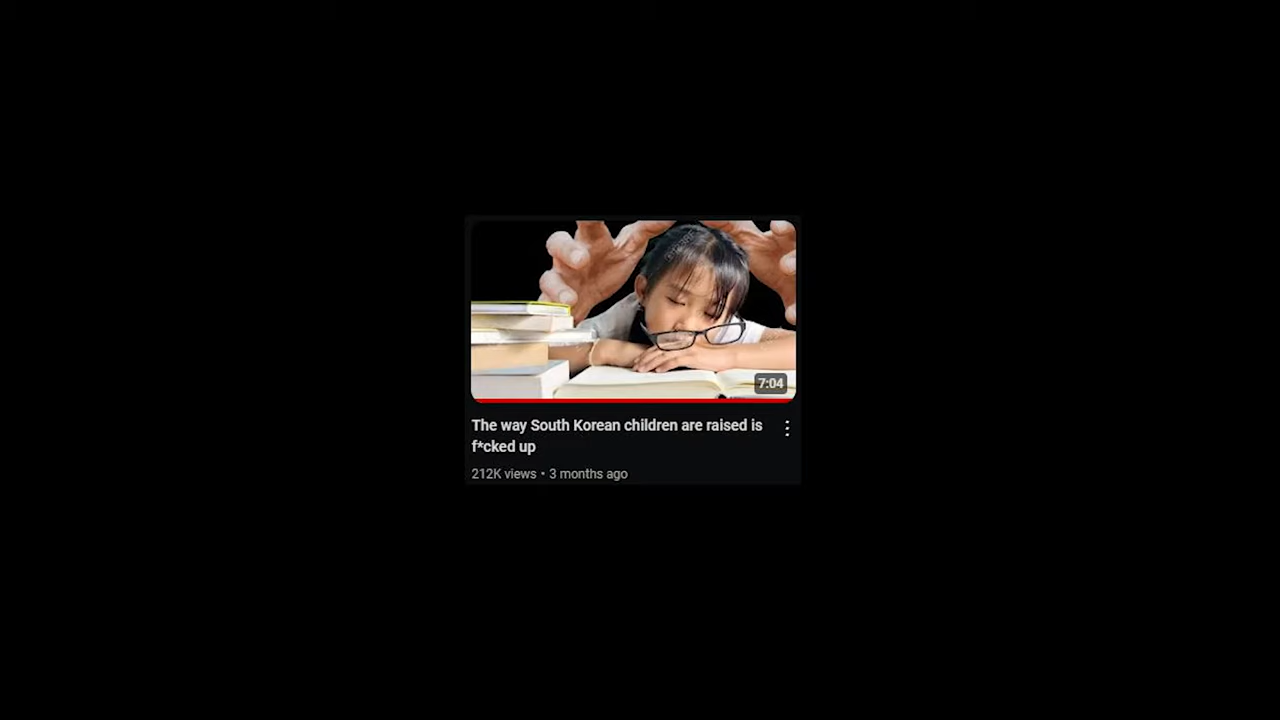 7:04
The way South Korean children are raised is
f*cked up
212K views • 3 months ago